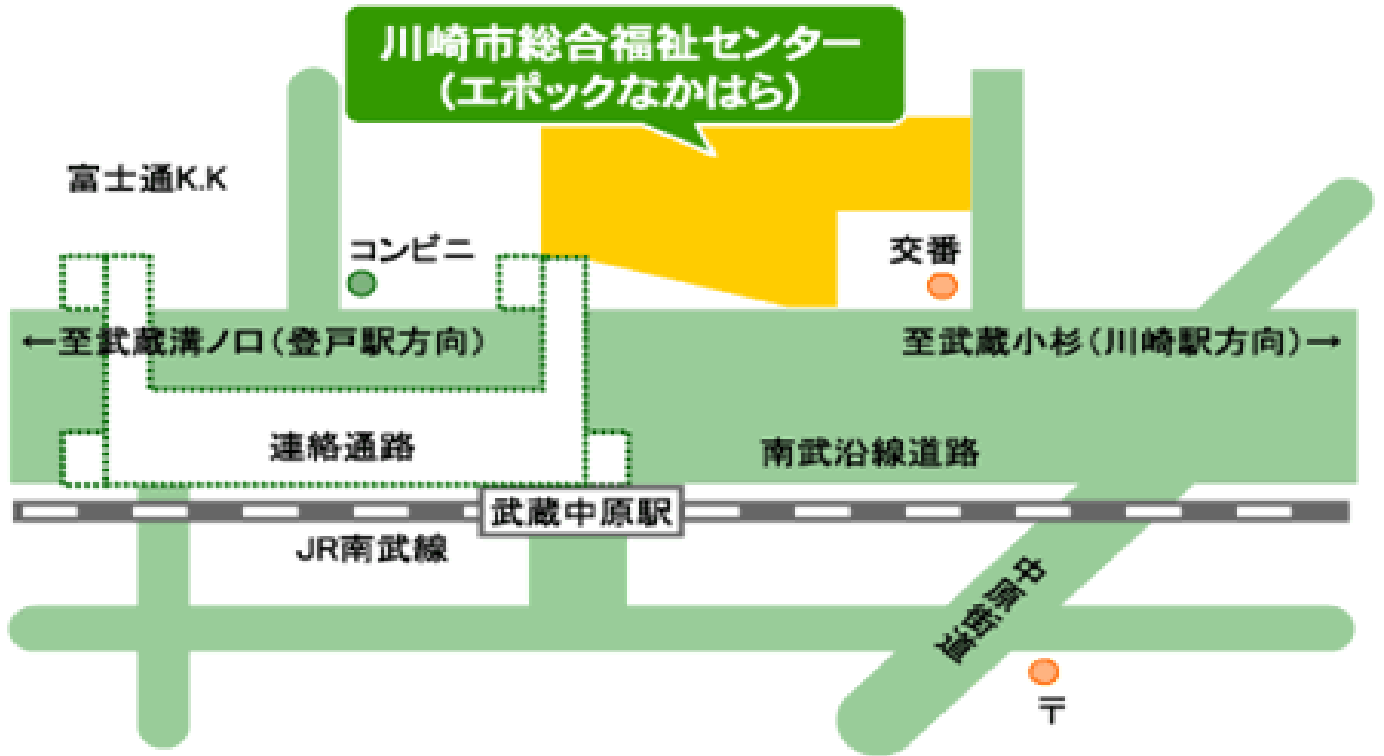 川崎市総合福祉センター
(エポックなかはら)
富士通K.K
コンビニ
交番
←至武蔵溝ノ口(登戸駅方向)
至武蔵小杉(川崎駅方向)→
連絡通路
南武沿線道路
武蔵中原駅
JR南武線
中原街道
〒